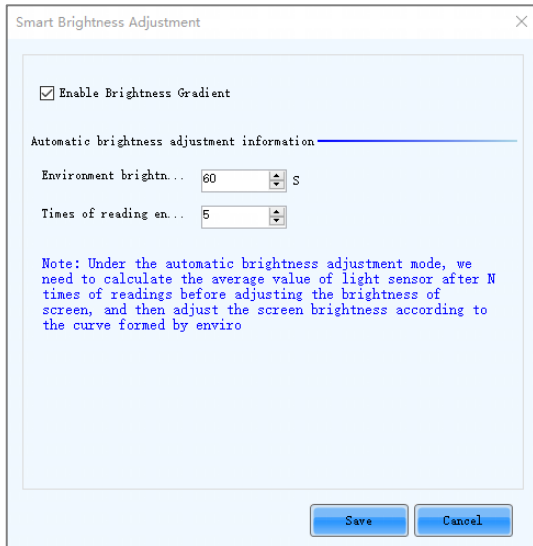 Smart Brightness Adjustment
Enable Brightness Gradient
Automatic brightness adjustment information
Environment brightn... 60 S
Times of reading en... 5
Note: Under the automatic brightness adjustment mode, we
need to calculate the average value of light sensor after N
times of readings before adjusting the brightness of
screen, and then adjust the screen brightness according to
the curve formed by enviro
Save Cancel